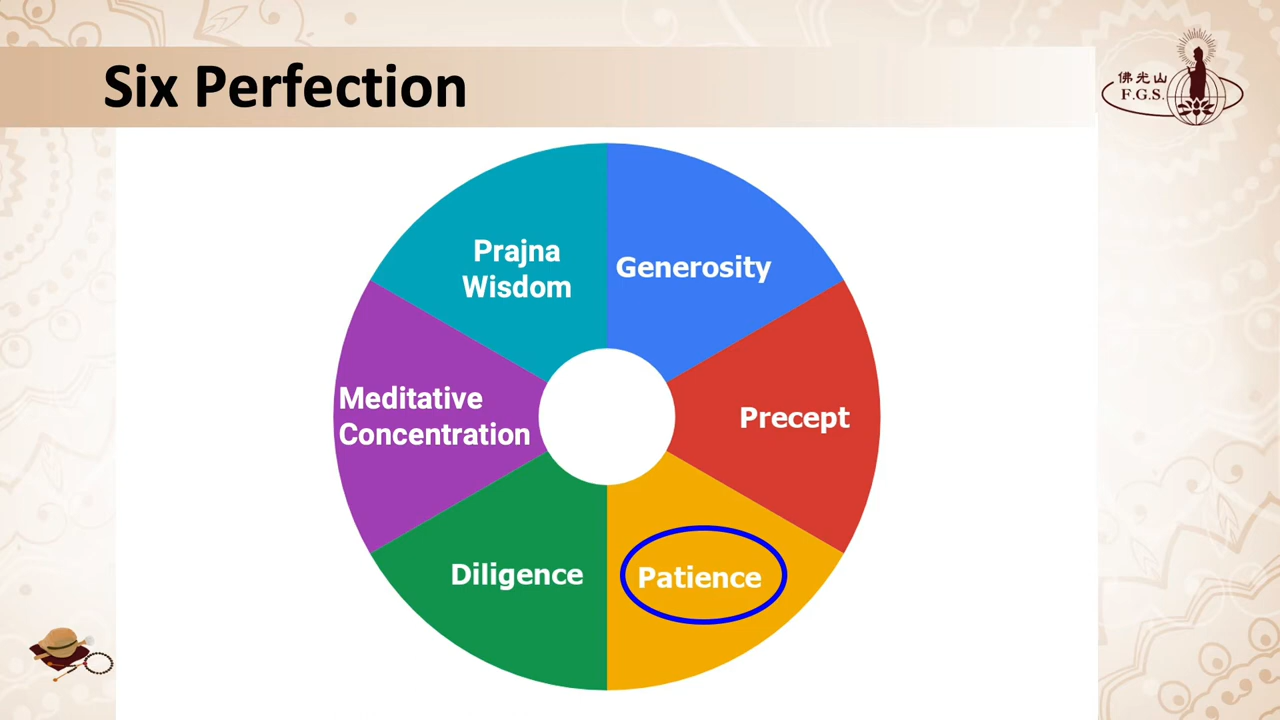 Six Perfection
佛光山
F.G.S.
Prajna
Wisdom
Generosity
Meditative
Concentration
Precept
Diligence
Patience